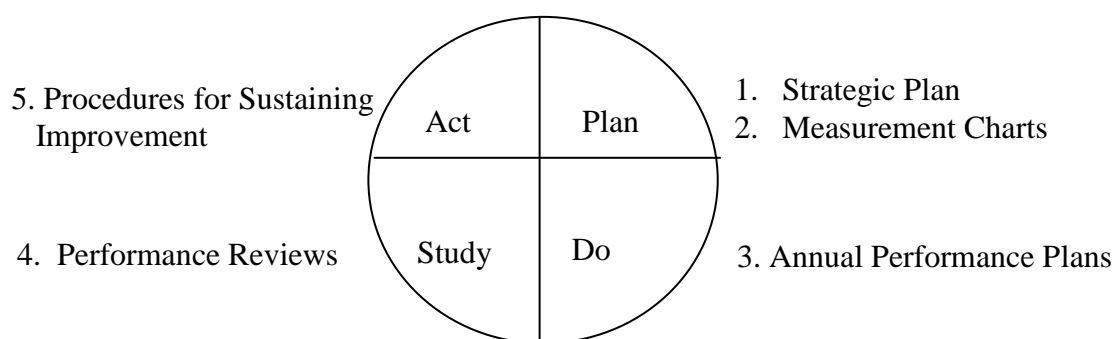 5. Procedures for Sustaining
Improvement
Act
Plan
1. Strategic Plan
2. Measurement Charts
4. Performance Reviews
Study
Do
3. Annual Performance Plans